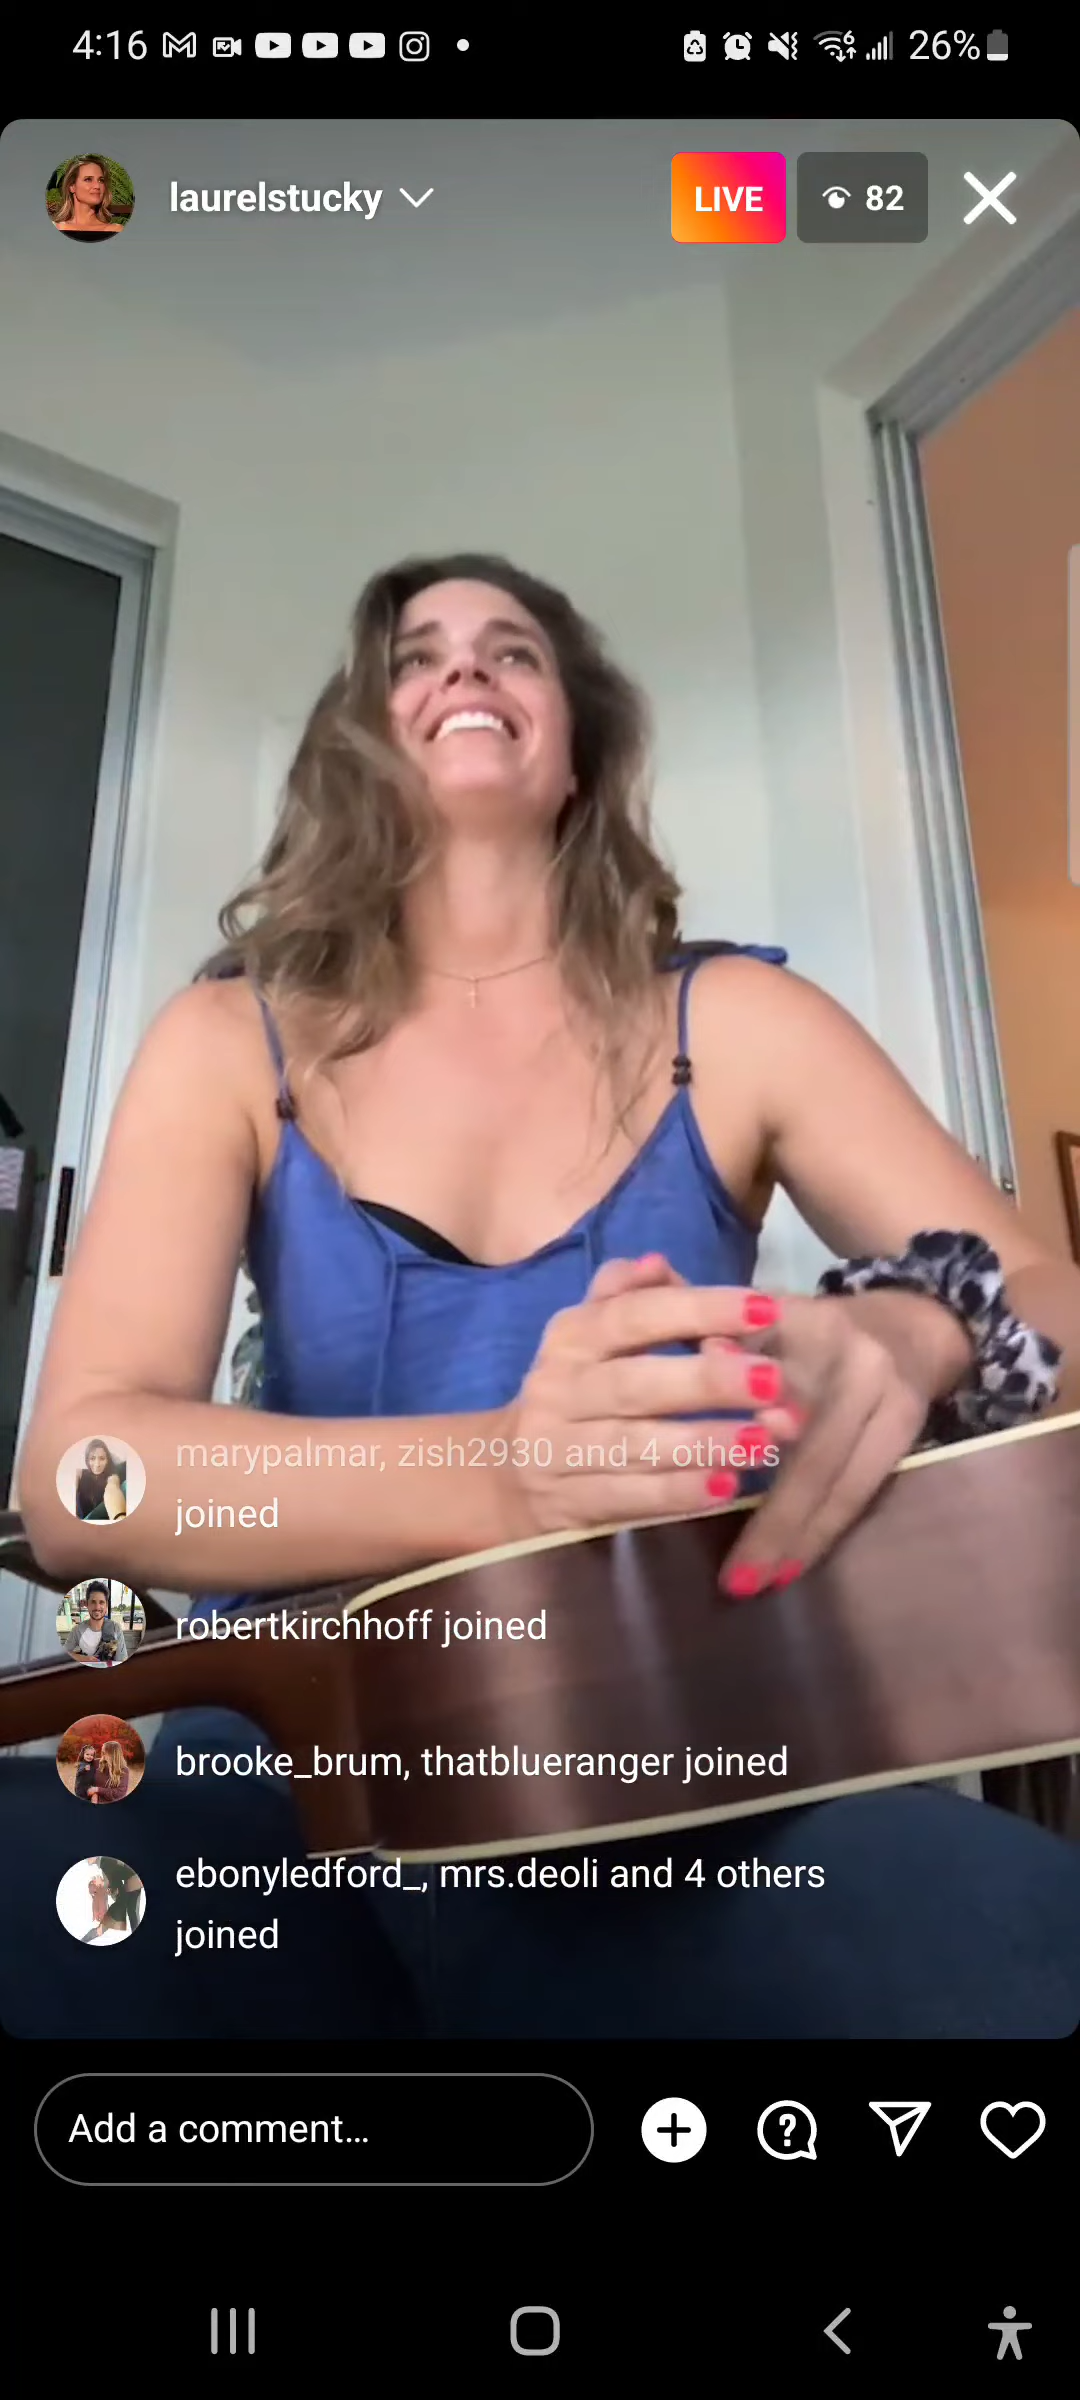 4:16 26%
laurelstucky LIVE 82
marypalmar, zish2930 and 4 others
joined
robertkirchhoff joined
brooke_brum, thatblueranger joined
ebonyledford_, mrs.deoli and 4 others
joined
Add a comment...